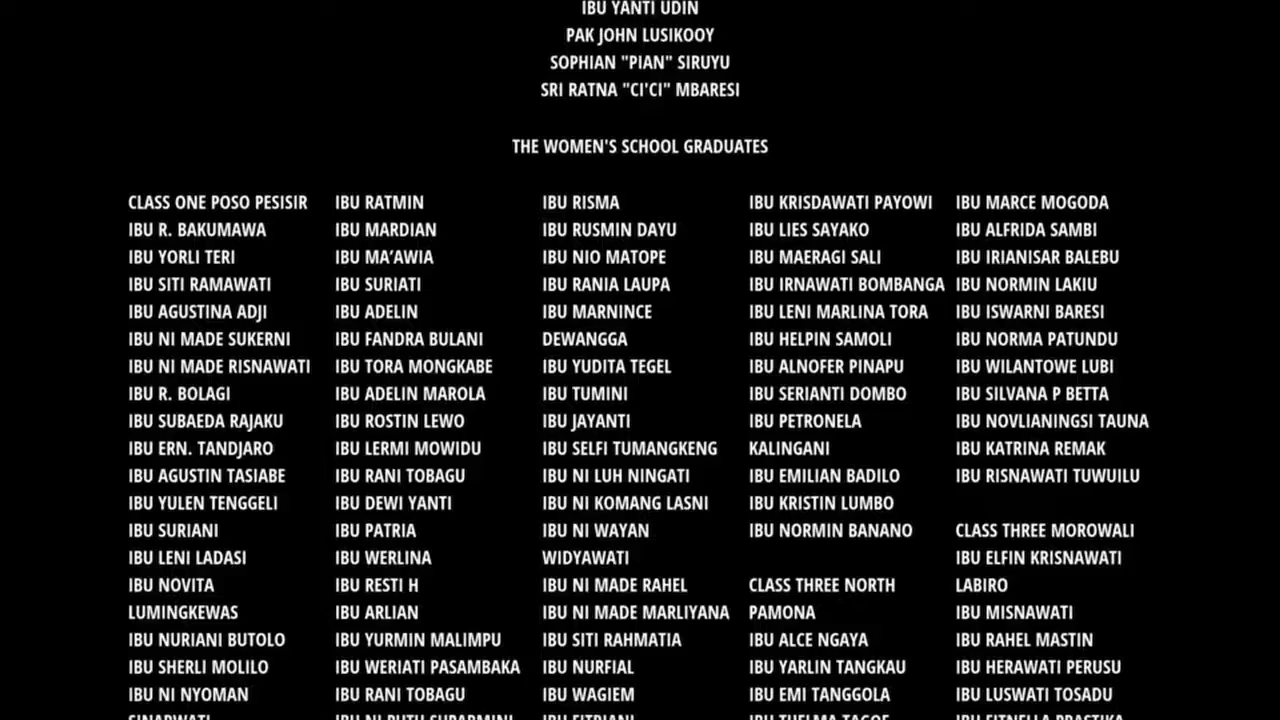 IBU YANTI UDIN
PAK JOHN LUSIKOOY
SOPHIAN "PIAN" SIRUYU
SRI RATNA "CI'CI" MBARESI
THE WOMEN'S SCHOOL GRADUATES
CLASS ONE POSO PESISIR
IBU R. BAKUMAWA
IBU YORLI TERI
IBU SITI RAMAWATI
IBU AGUSTINA ADJI
IBU NI MADE SUKERNI
IBU NI MADE RISNAWATI
IBU R. BOLAGI
IBU SUBAEDA RAJAKU
IBU ERN. TANDJARO
IBU AGUSTIN TASIABE
IBU YULEN TENGGELI
IBU SURIANI
IBU LENI LADASI
IBU NOVITA
LUMINGKEWAS
IBU NURIANI BUTOLO
IBU SHERLI MOLILO
IBU NI NYOMAN
SINARWATI
IBU RATMIN
IBU MARDIAN
IBU MA’AWIA
IBU SURIATI
IBU ADELIN
IBU FANDRA BULANI
IBU TORA MONGKABE
IBU ADELIN MAROLA
IBU ROSTIN LEWO
IBU LERMI MOWIDU
IBU RANI TOBAGU
IBU DEWI YANTI
IBU PATRIA
IBU WERLINA
IBU RESTI H
IBU ARLIAN
IBU YURMIN MALIMPU
IBU WERIATI PASAMBAKA
IBU RANI TOBAGU
IBU NI PUTU SUPARMINI
IBU RISMA
IBU RUSMIN DAYU
IBU NIO MATOPE
IBU RANIA LAUPA
IBU MARNINCE
DEWANGGA
IBU YUDITA TEGEL
IBU TUMINI
IBU JAYANTI
IBU SELFI TUMANGKENG
IBU NI LUH NINGATI
IBU NI KOMANG LASNI
IBU NI WAYAN
WIDYAWATI
IBU NI MADE RAHEL
IBU NI MADE MARLIYANA
IBU SITI RAHMATIA
IBU NURFIAL
IBU WAGIEM
IBU FITRIANI
IBU KRISDAWATI PAYOWI
IBU LIES SAYAKO
IBU MAERAGI SALI
IBU IRNAWATI BOMBANGA
IBU LENI MARLINA TORA
IBU HELPIN SAMOLI
IBU ALNOFER PINAPU
IBU SERIANTI DOMBO
IBU PETRONELA
KALINGANI
IBU EMILIAN BADILO
IBU KRISTIN LUMBO
IBU NORMIN BANANO
CLASS THREE NORTH
PAMONA
IBU ALCE NGAYA
IBU YARLIN TANGKAU
IBU EMI TANGGOLA
IBU THELMA TAGOE
IBU MARCE MOGODA
IBU ALFRIDA SAMBI
IBU IRIANISAR BALEBU
IBU NORMIN LAKIU
IBU ISWARNI BARESI
IBU NORMA PATUNDU
IBU WILANTOWE LUBI
IBU SILVANA P BETTA
IBU NOVLIANINGSI TAUNA
IBU KATRINA REMAK
IBU RISNAWATI TUWUILU
CLASS THREE MOROWALI
IBU ELFIN KRISNAWATI
LABIRO
IBU MISNAWATI
IBU RAHEL MASTIN
IBU HERAWATI PERUSU
IBU LUSWATI TOSADU
IBU FITNELLA PRASTIKA